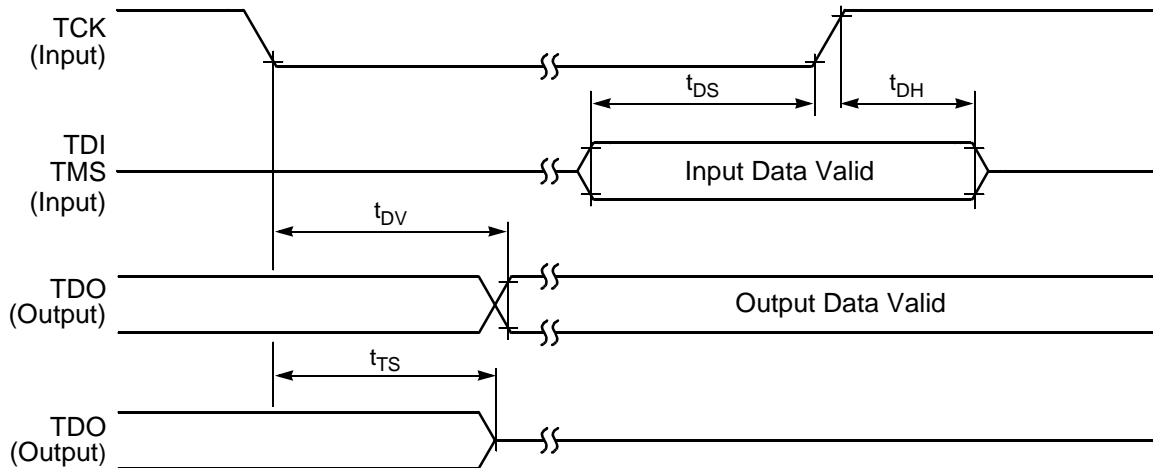 TCK
(Input)
tDS
tDH
TDI
TMS
(Input)
Input Data Valid
tDV
TDO
(Output)
Output Data Valid
tTS
TDO
(Output)